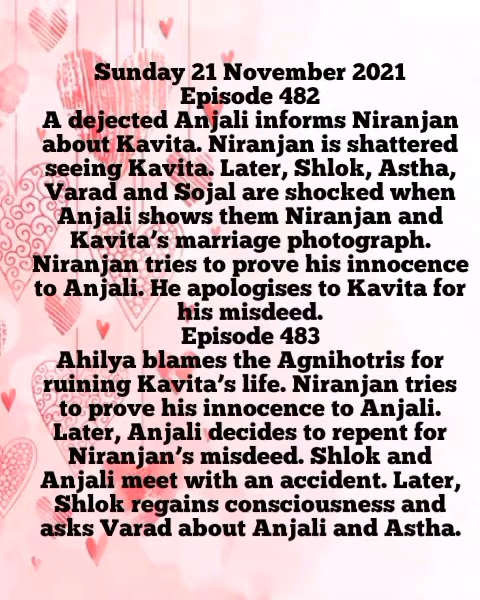 Sunday 21 November 2021
Episode 482
A dejected Anjali informs Niranjan
about Kavita. Niranjan is shattered
seeing Kavita. Later, Shlok, Astha,
Varad and Sojal are shocked when
Anjali shows them Niranjan and
Kavita's marriage photograph.
Niranjan tries to prove his innocence
to Anjali. He apologises to Kavita for
his misdeed.
Episode 483
Ahilya blames the Agnihotris for
ruining Kavita's life. Niranjan tries
to prove his innocence to Anjali.
Later, Anjali decides to repent for
Niranjan's misdeed. Shlok and
Anjali meet with an accident. Later,
Shlok regains consciousness and
asks Varad about Anjali and Astha.